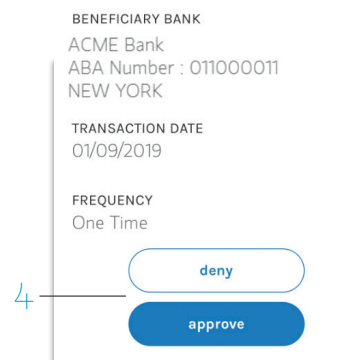 BENEFICIARY BANK
ACME Bank
ABA Number : 011000011
NEW YORK
TRANSACTION DATE
01/09/2019
FREQUENCY
One Time
deny
4
approve